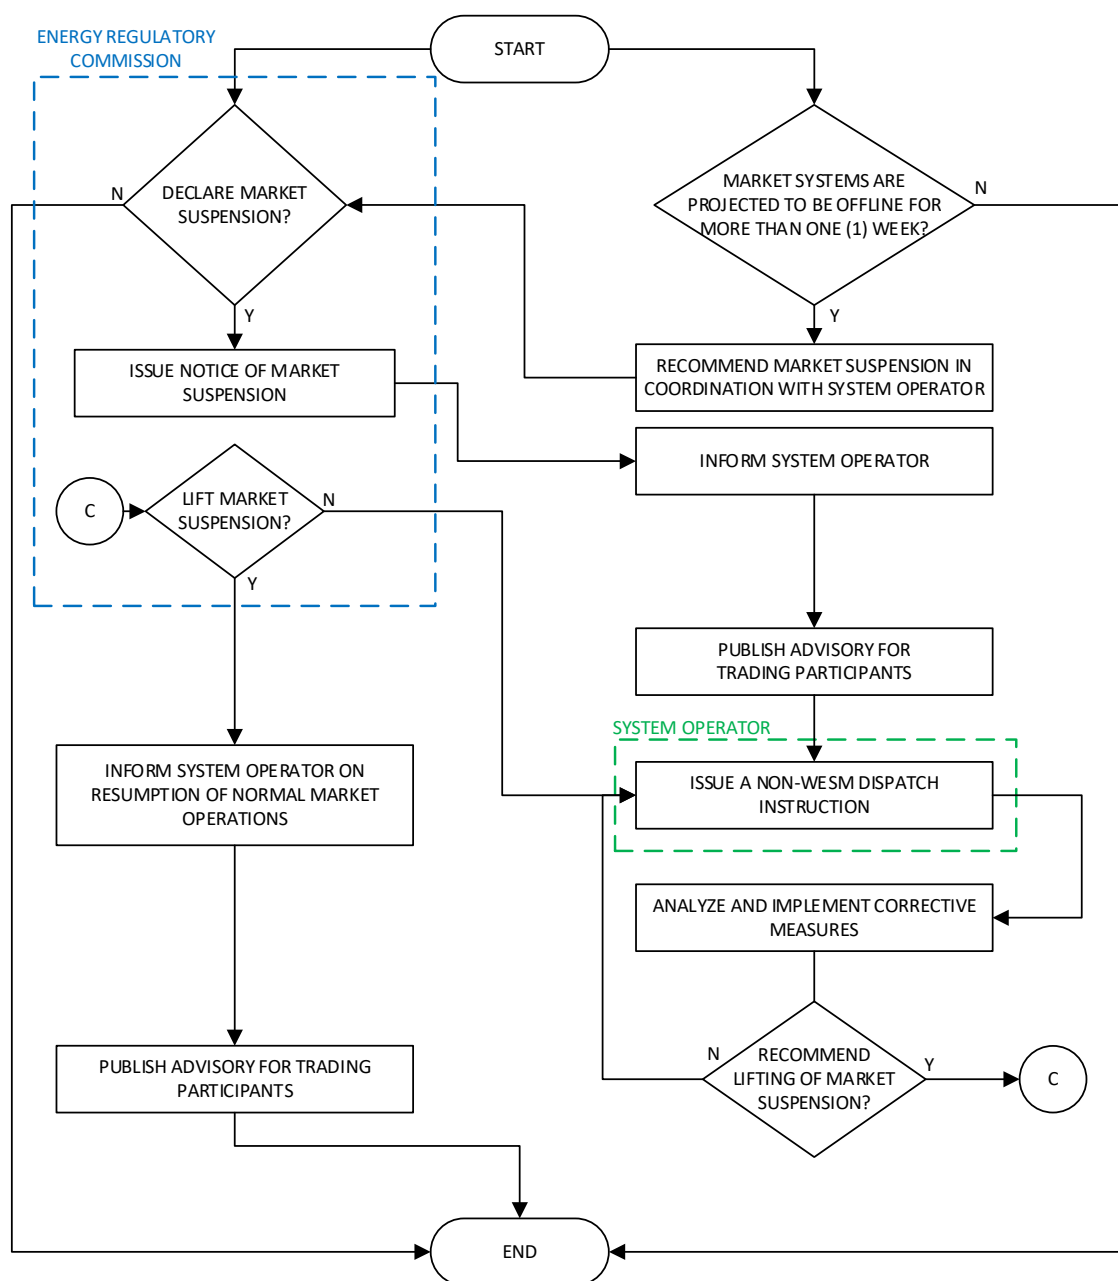 ENERGY REGULATORY
COMMISSION
START
DECLARE MARKET
SUSPENSION?
N
Y
MARKET SYSTEMS ARE
PROJECTED TO BE OFFLINE FOR
MORE THAN ONE (1) WEEK?
N
Y
ISSUE NOTICE OF MARKET
SUSPENSION
RECOMMEND MARKET SUSPENSION IN
COORDINATION WITH SYSTEM OPERATOR
INFORM SYSTEM OPERATOR
C
LIFT MARKET
SUSPENSION?
N
Y
PUBLISH ADVISORY FOR
TRADING PARTICIPANTS
SYSTEM OPERATOR
INFORM SYSTEM OPERATOR ON
RESUMPTION OF NORMAL MARKET
OPERATIONS
ISSUE A NON-WESM DISPATCH
INSTRUCTION
ANALYZE AND IMPLEMENT CORRECTIVE
MEASURES
PUBLISH ADVISORY FOR TRADING
PARTICIPANTS
N
RECOMMEND
LIFTING OF MARKET
SUSPENSION?
Y
C
END